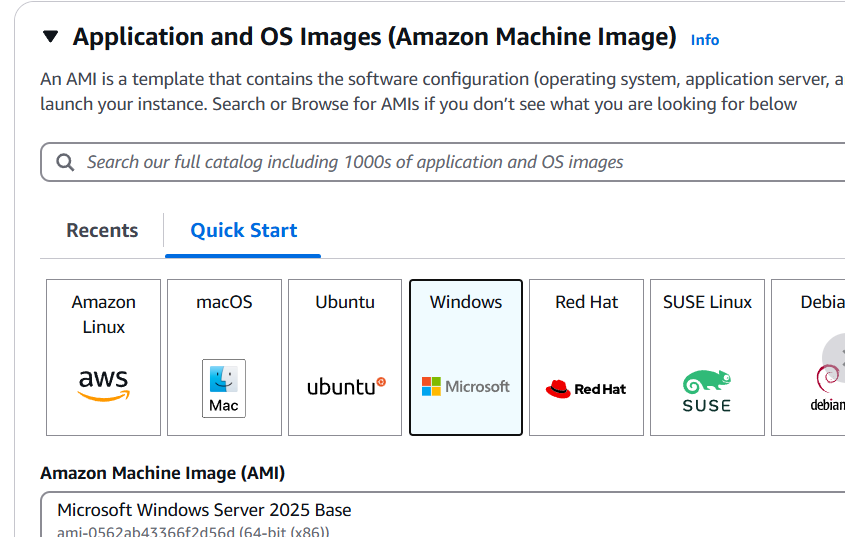 Application and OS Images (Amazon Machine Image) Info
An AMI is a template that contains the software configuration (operating system, application server, a
launch your instance. Search or Browse for AMIs if you don’t see what you are looking for below
Search our full catalog including 1000s of application and OS images
Recents
Quick Start
Amazon
Linux
aws
macOS
Mac
Ubuntu
ubuntu
Windows
Microsoft
Red Hat
Red Hat
SUSE Linux
SUSE
Debia
debian
Amazon Machine Image (AMI)
Microsoft Windows Server 2025 Base
ami-0562ab43366f2d56d (64-bit (x86))